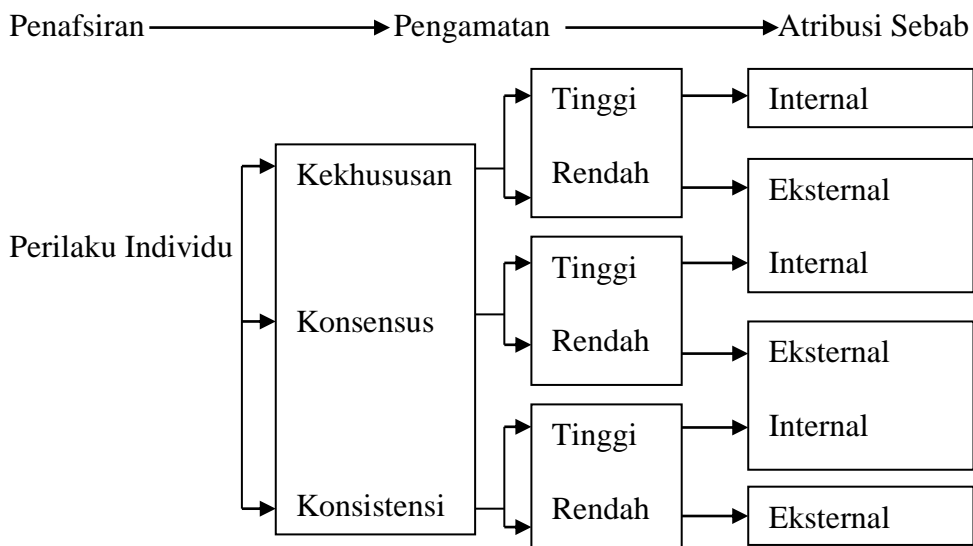 Penafsiran Pengamatan Atribusi Sebab
Tinggi Internal
Kekhususan Rendah Eksternal
Perilaku Individu Tinggi Internal
Konsensus Rendah Eksternal
Tinggi Internal
Konsistensi Rendah Eksternal